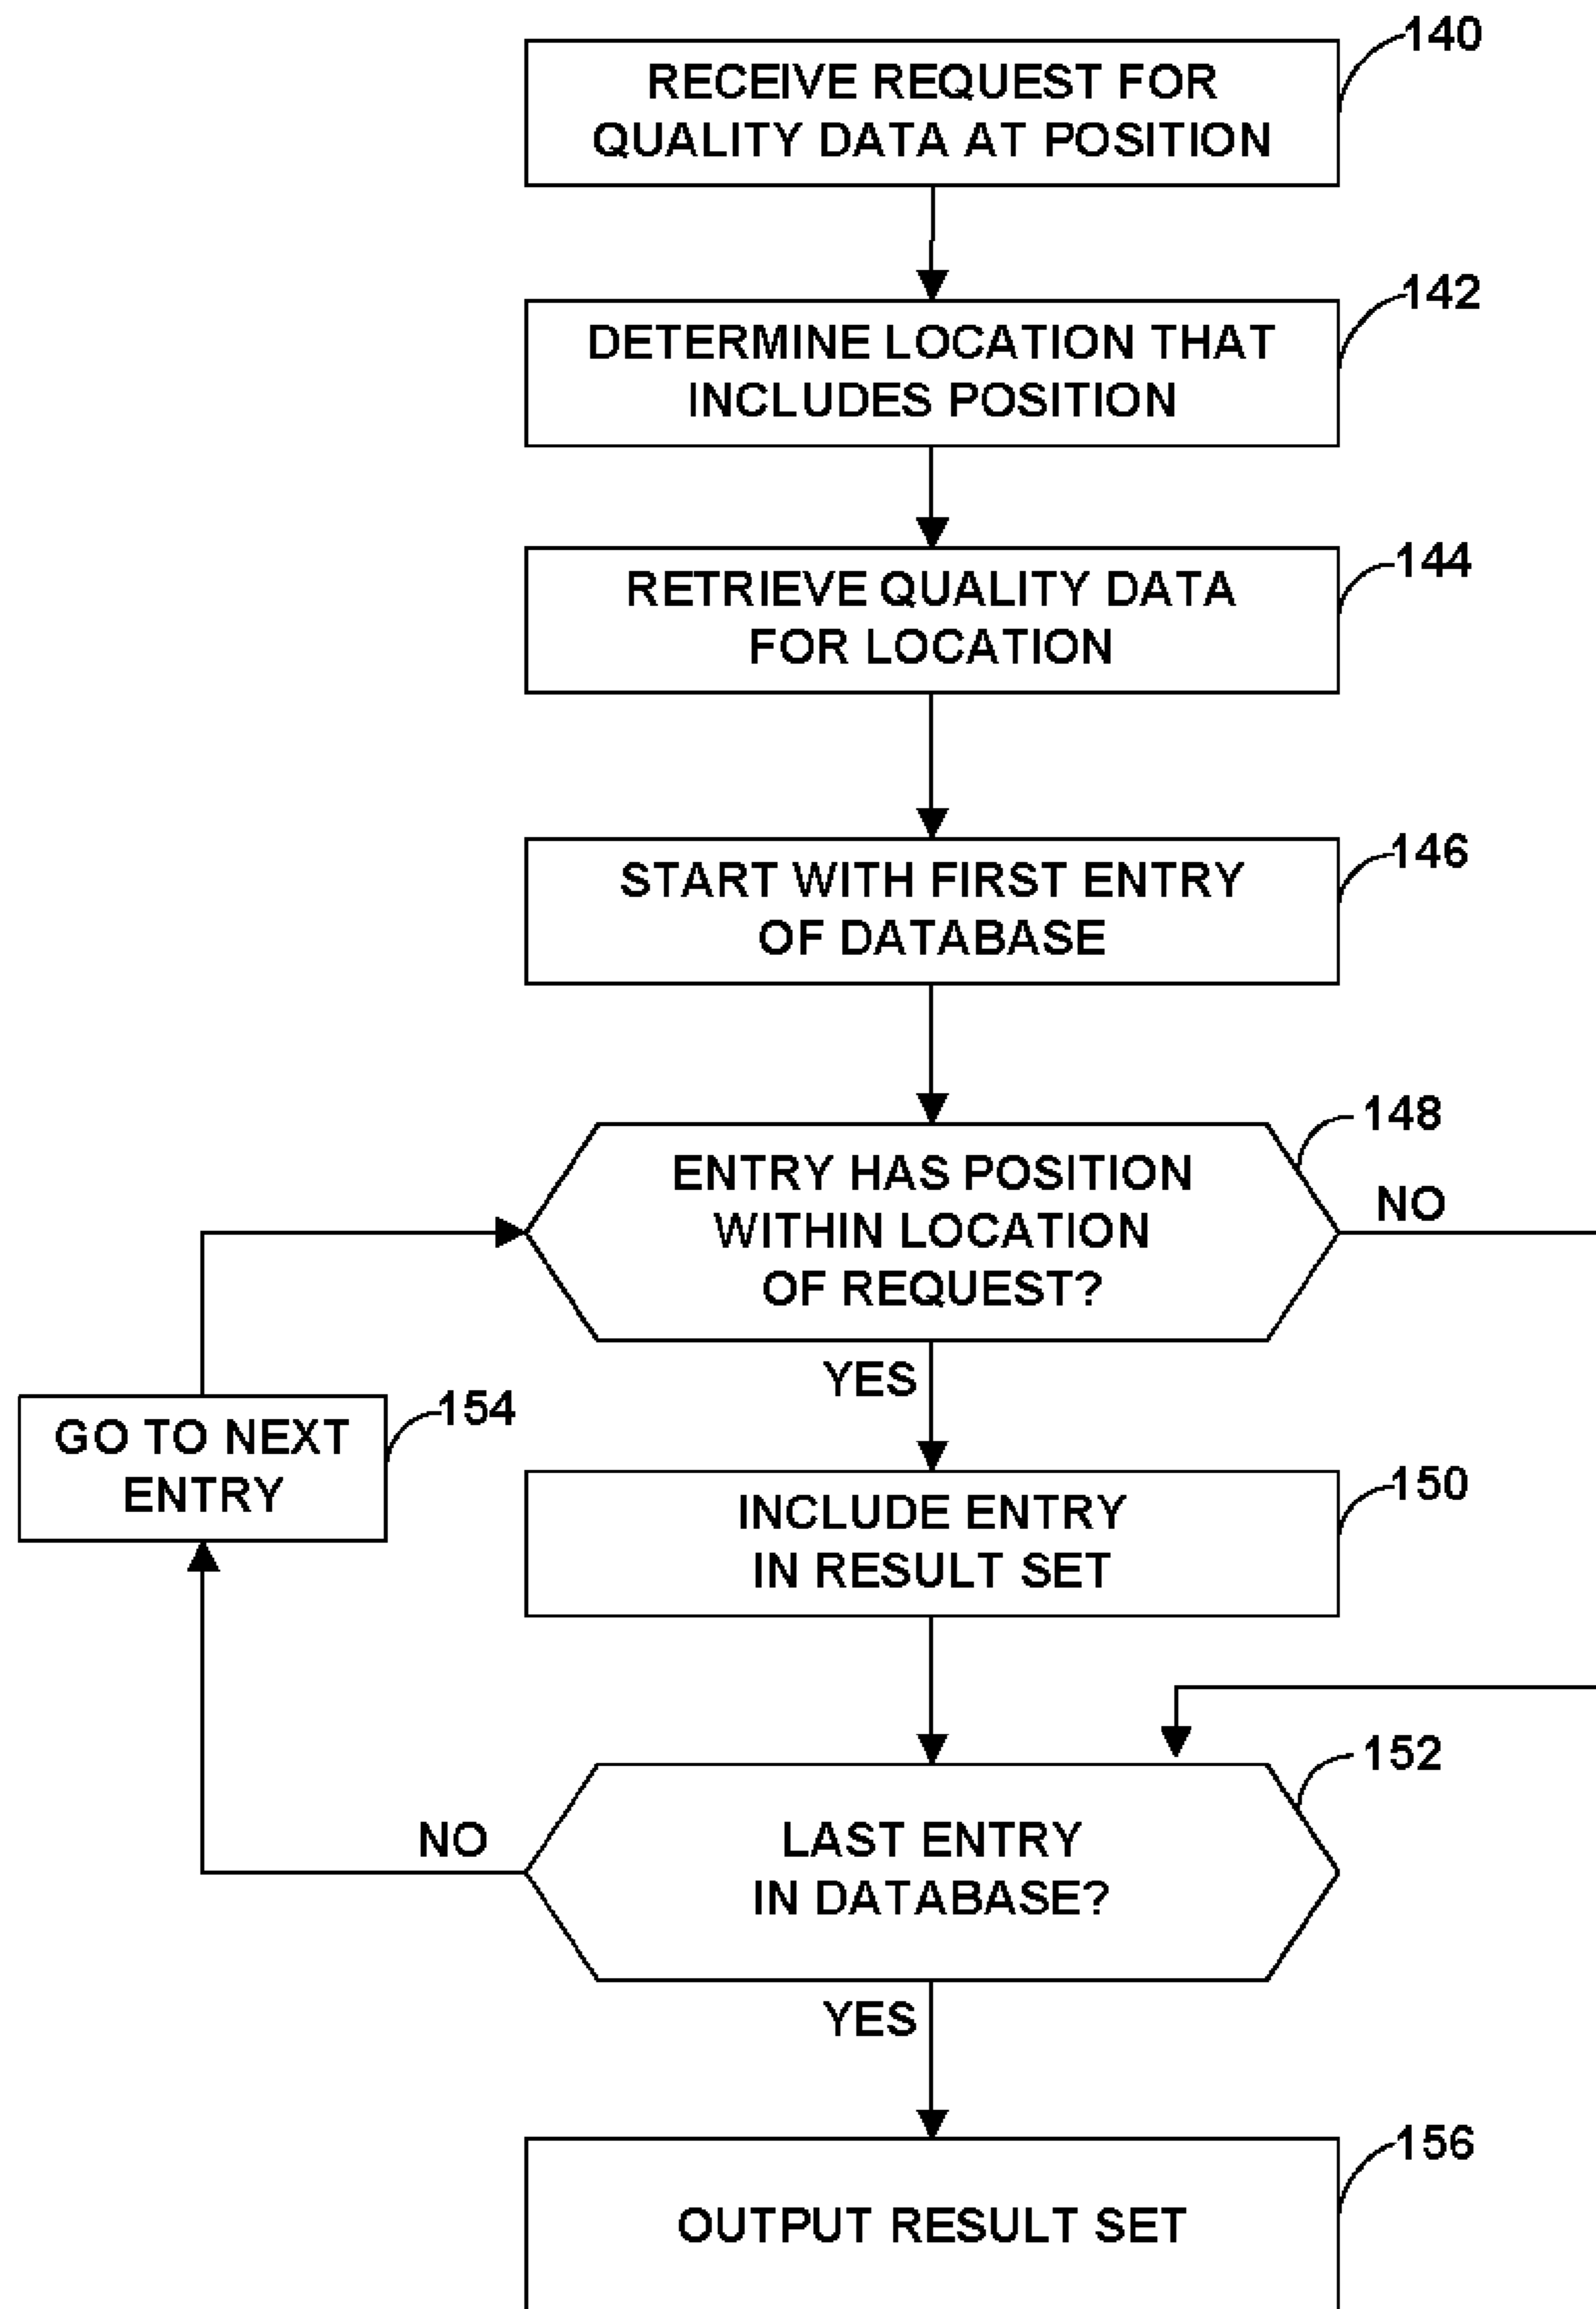 140
RECEIVE REQUEST FOR
QUALITY DATA AT POSITION
142
DETERMINE LOCATION THAT
INCLUDES POSITION
144
RETRIEVE QUALITY DATA
FOR LOCATION
146
START WITH FIRST ENTRY
OF DATABASE
148
ENTRY HAS POSITION
WITHIN LOCATION
OF REQUEST?
NO
YES
154
GO TO NEXT
ENTRY
150
INCLUDE ENTRY
IN RESULT SET
152
LAST ENTRY
IN DATABASE?
NO
YES
156
OUTPUT RESULT SET